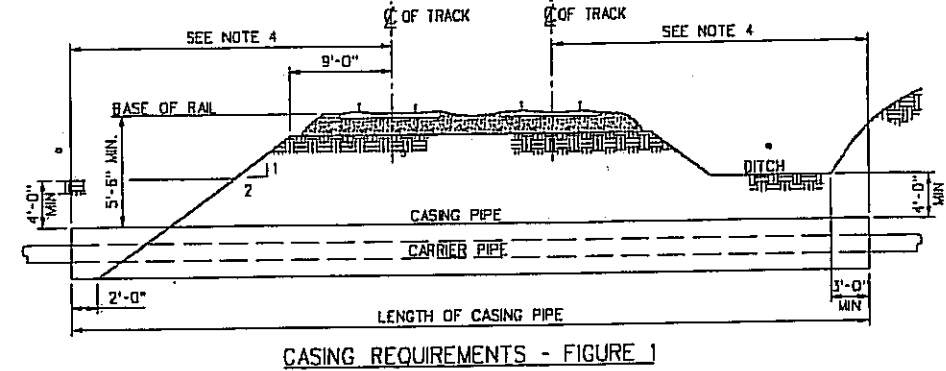 ℄ OF TRACK
℄ OF TRACK
SEE NOTE 4
SEE NOTE 4
9'-0"
BASE OF RAIL
5'-6" MIN.
1
2
DITCH
4'-0"
MIN
4'-0"
MIN
CASING PIPE
CARRIER PIPE
2'-0"
3'-0'
MIN
LENGTH OF CASING PIPE
CASING REQUIREMENTS - FIGURE 1